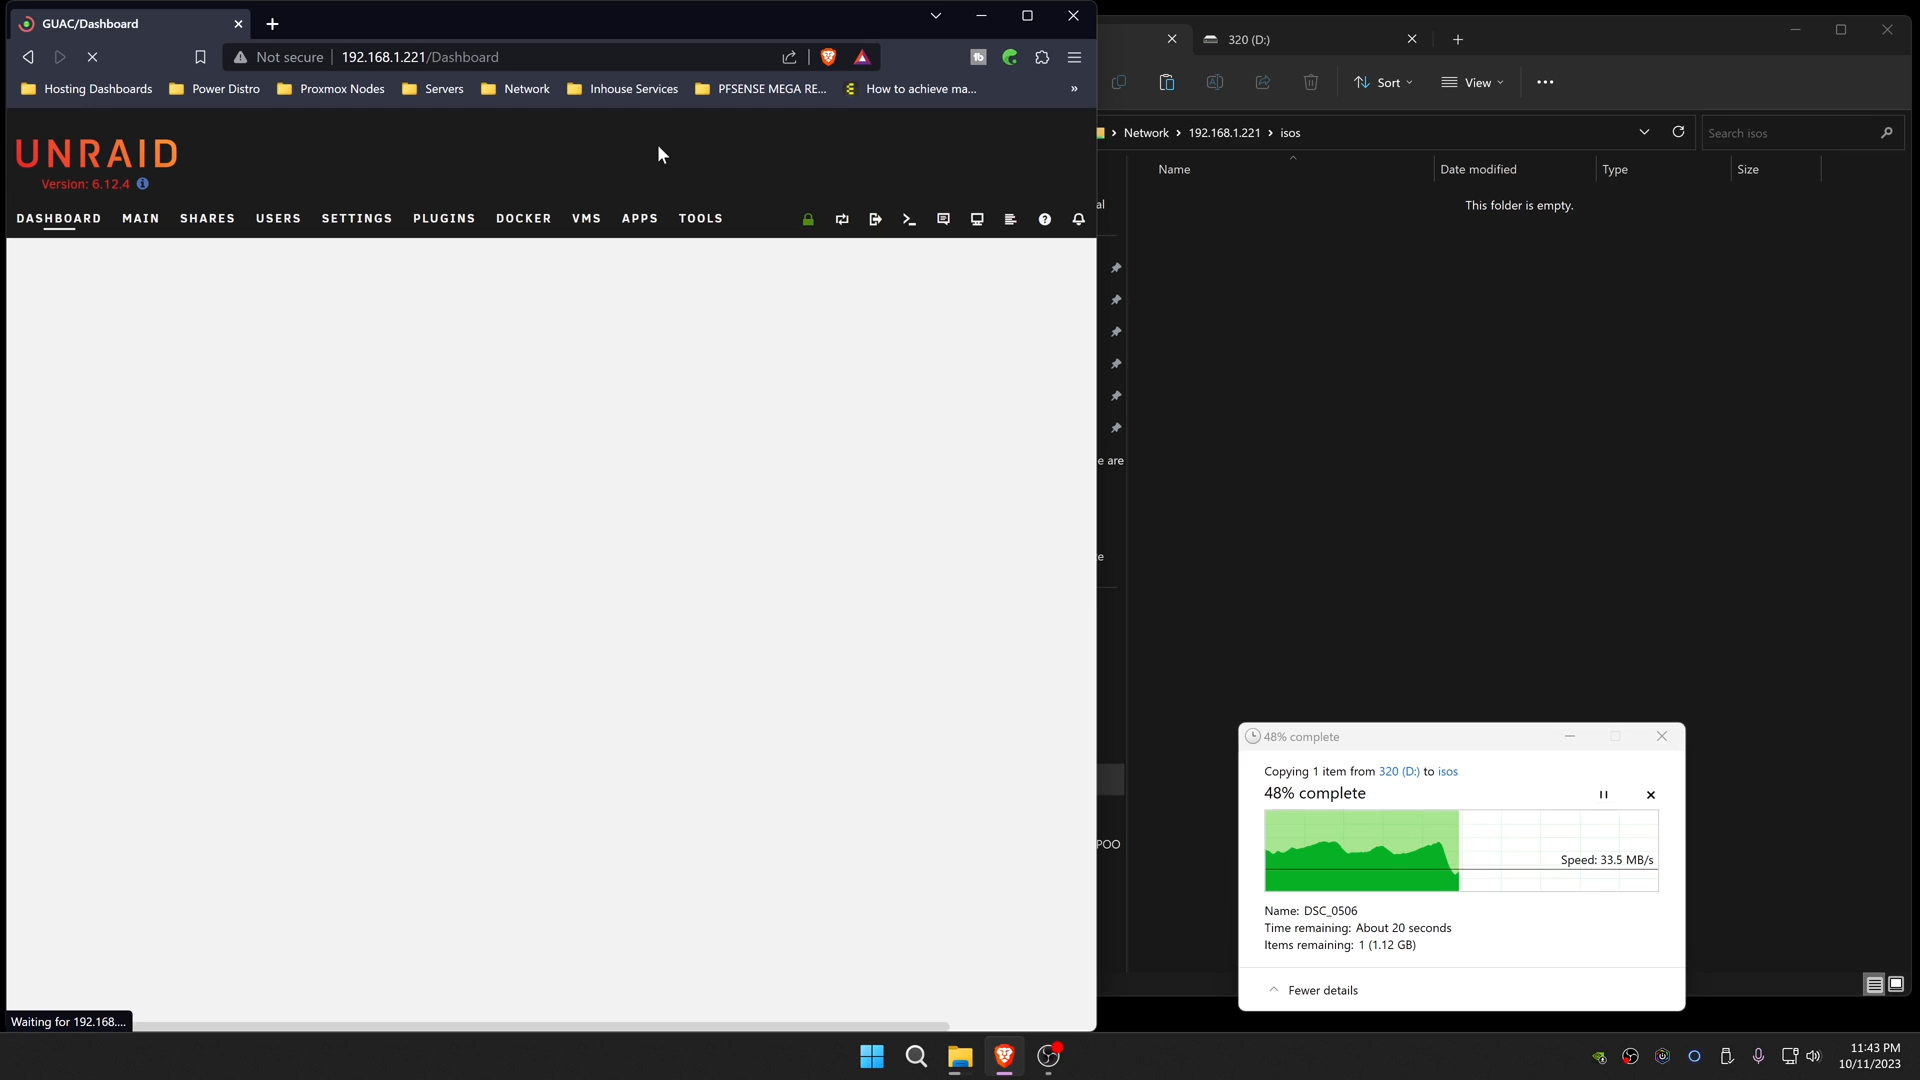 GUAC/Dashboard
Not secure
192.168.1.221/Dashboard
Hosting Dashboards
Power Distro
Proxmox Nodes
Servers
Network
Inhouse Services
PFSENSE MEGA RE...
How to achieve ma...
»
UNRAID
Version: 6.12.4
DASHBOARD MAIN SHARES USERS SETTINGS PLUGINS DOCKER VMS APPS TOOLS
Waiting for 192.168....
320 (D:)
Sort
View
Network > 192.168.1.221 > isos
Search isos
Name
Date modified
Type
Size
This folder is empty.
al
e are
e
POO
48% complete
Copying 1 item from 320 (D:) to isos
48% complete
Speed: 33.5 MB/s
Name: DSC_0506
Time remaining: About 20 seconds
Items remaining: 1 (1.12 GB)
Fewer details
11:43 PM
10/11/2023